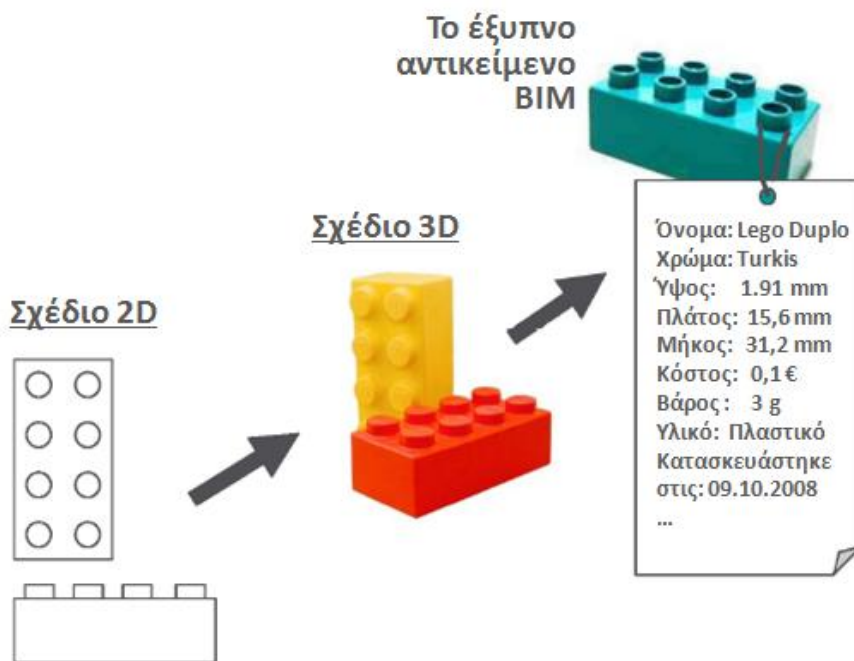 Το έξυπνο
αντικείμενο
BIM
Σχέδιο 3D
Σχέδιο 2D
Όνομα: Lego Duplo
Χρώμα: Turkis
Ύψος: 1.91 mm
Πλάτος: 15,6 mm
Μήκος: 31,2 mm
Κόστος: 0,1 €
Βάρος : 3 g
Υλικό: Πλαστικό
Κατασκευάστηκε
στις: 09.10.2008
...